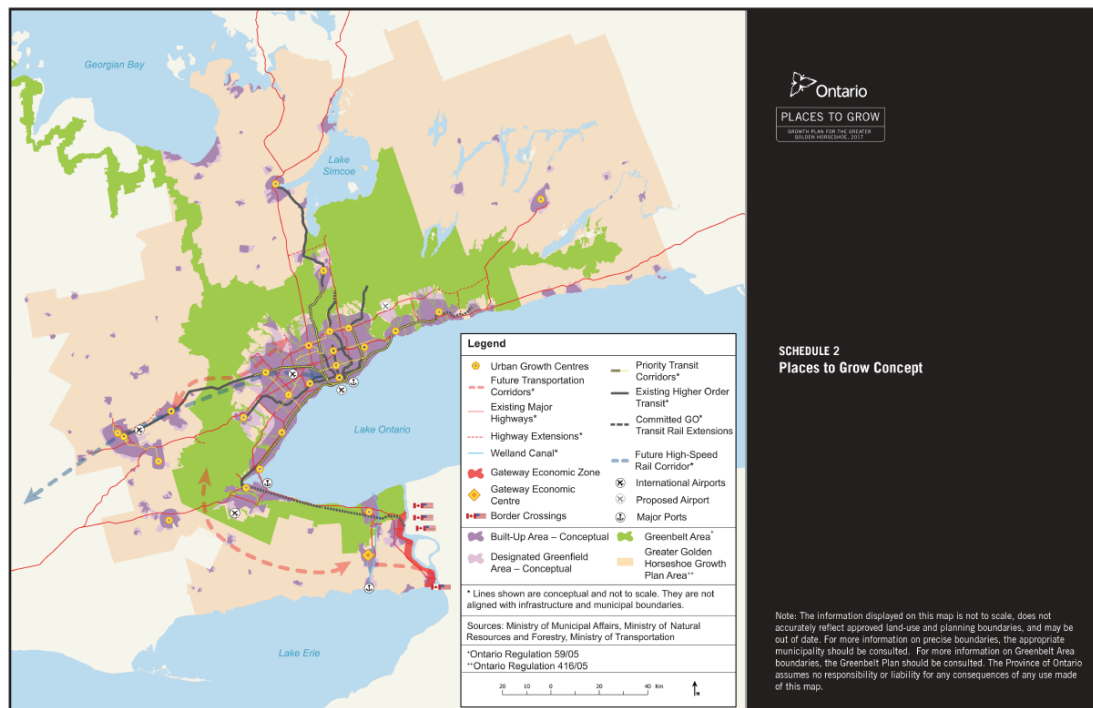 Georgian Bay
Lake
Simcoe
Lake Ontario
Lake Erie
Legend
Urban Growth Centres
Future Transportation
Corridors*
Existing Major
Highways*
Highway Extensions*
Welland Canal*
Gateway Economic Zone
Gateway Economic
Centre
Border Crossings
Priority Transit
Corridors*
Existing Higher Order
Transit*
Committed GO*
Transit Rail Extensions
Future High-Speed
Rail Corridor*
International Airports
Proposed Airport
Major Ports
Built-Up Area – Conceptual
Designated Greenfield
Area – Conceptual
Greenbelt Area+
Greater Golden
Horseshoe Growth
Plan Area++
* Lines shown are conceptual and not to scale. They are not
aligned with infrastructure and municipal boundaries.
Sources: Ministry of Municipal Affairs, Ministry of Natural
Resources and Forestry, Ministry of Transportation
+Ontario Regulation 59/05
++Ontario Regulation 416/05
20 10 0 20 40 Km
N
Ontario
PLACES TO GROW
GROWTH PLAN FOR THE GREATER
GOLDEN HORSESHOE, 2017
SCHEDULE 2
Places to Grow Concept
Note: The information displayed on this map is not to scale, does not
accurately reflect approved land-use and planning boundaries, and may be
out of date. For more information on precise boundaries, the appropriate
municipality should be consulted. For more information on Greenbelt Area
boundaries, the Greenbelt Plan should be consulted. The Province of Ontario
assumes no responsibility or liability for any consequences of any use made
of this map.